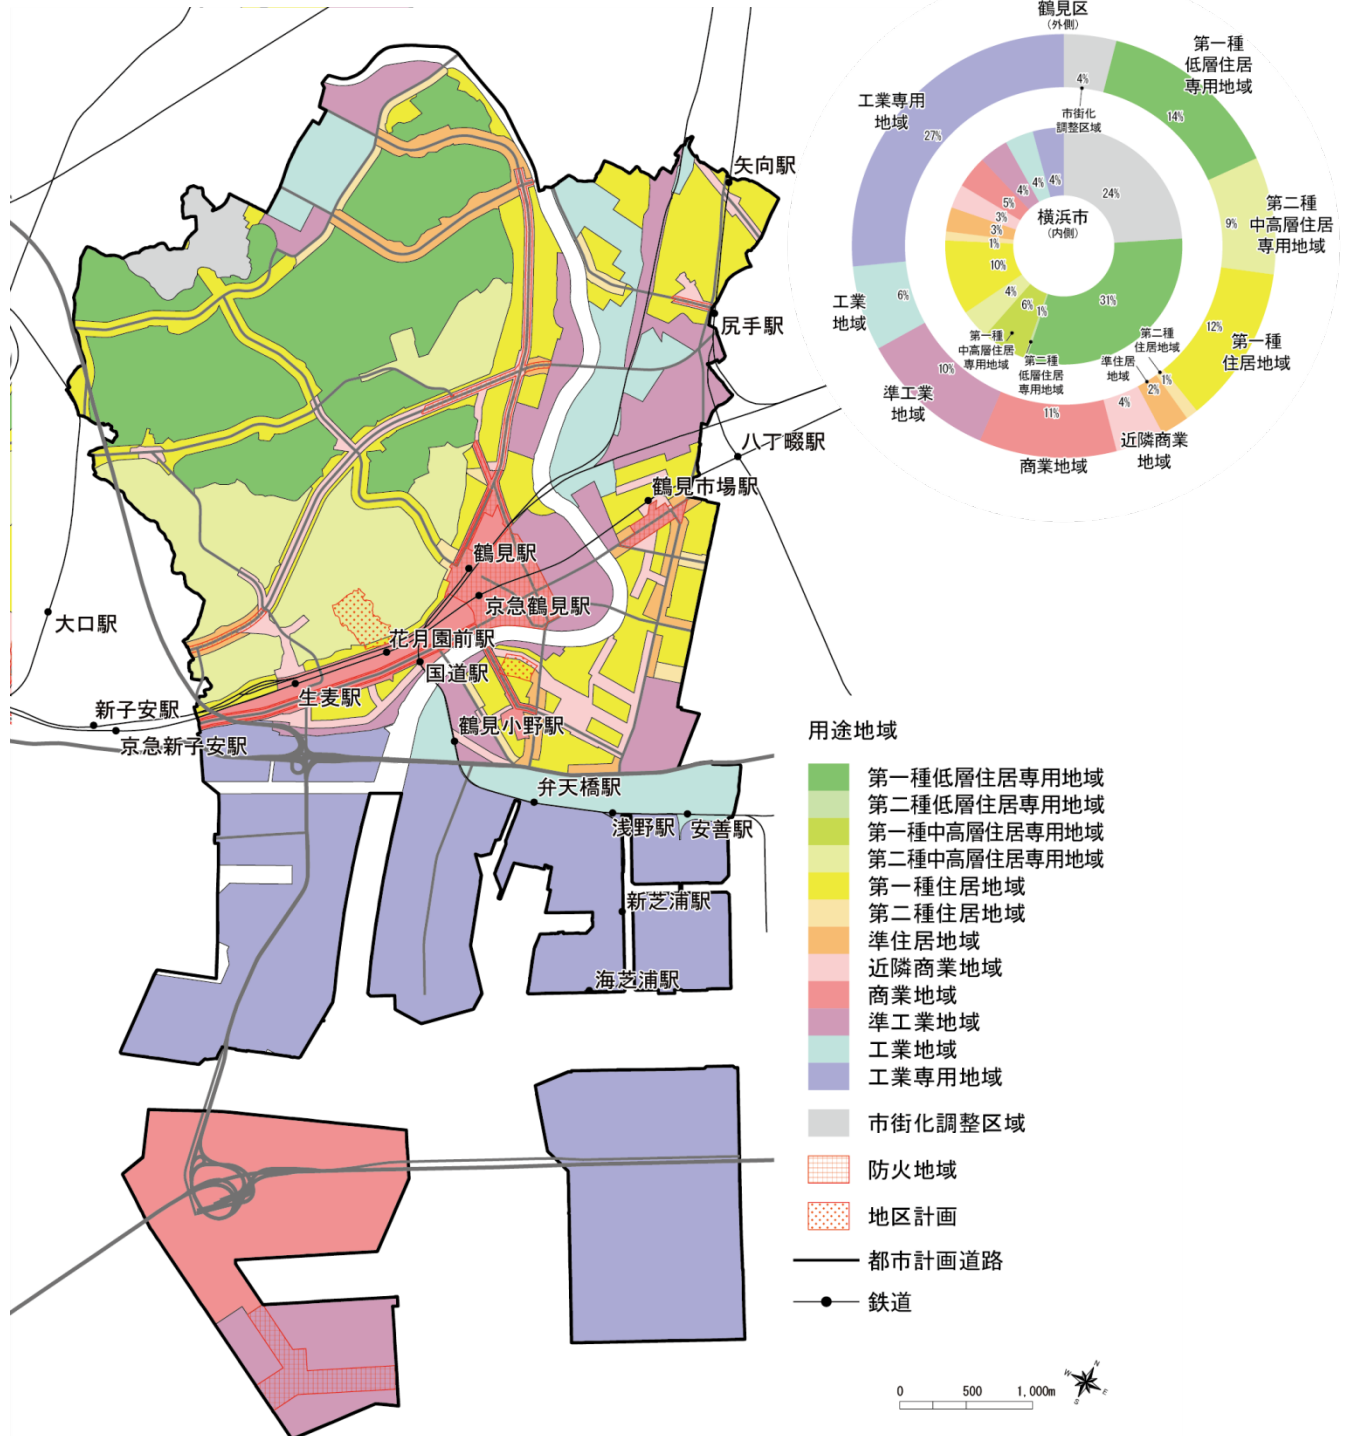 鶴見区
(外側)
第一種
低層住居
専用地域
4%
14%
市街化
調整区域
工業専用
地域
27%
第二種
中高層住居
専用地域
9%
4%
4%
4%
5%
3%
3%
1%
10%
24%
横浜市
(内側)
31%
4%
6%
1%
第一種
中高層住居
専用地域
第二種
低層住居
専用地域
第二種
住居地域
準住居
地域
12%
第一種
住居地域
1%
2%
工業
地域
6%
準工業
地域
10%
商業地域
11%
4%
近隣商業
地域
矢向駅
尻手駅
八丁畷駅
鶴見市場駅
鶴見駅
京急鶴見駅
大口駅
花月園前駅
国道駅
生麦駅
新子安駅
京急新子安駅
鶴見小野駅
弁天橋駅
浅野駅
安善駅
新芝浦駅
海芝浦駅
用途地域
第一種低層住居専用地域
第二種低層住居専用地域
第一種中高層住居専用地域
第二種中高層住居専用地域
第一種住居地域
第二種住居地域
準住居地域
近隣商業地域
商業地域
準工業地域
工業地域
工業専用地域
市街化調整区域
防火地域
地区計画
都市計画道路
鉄道
0 500 1,000m
N
W
E
S